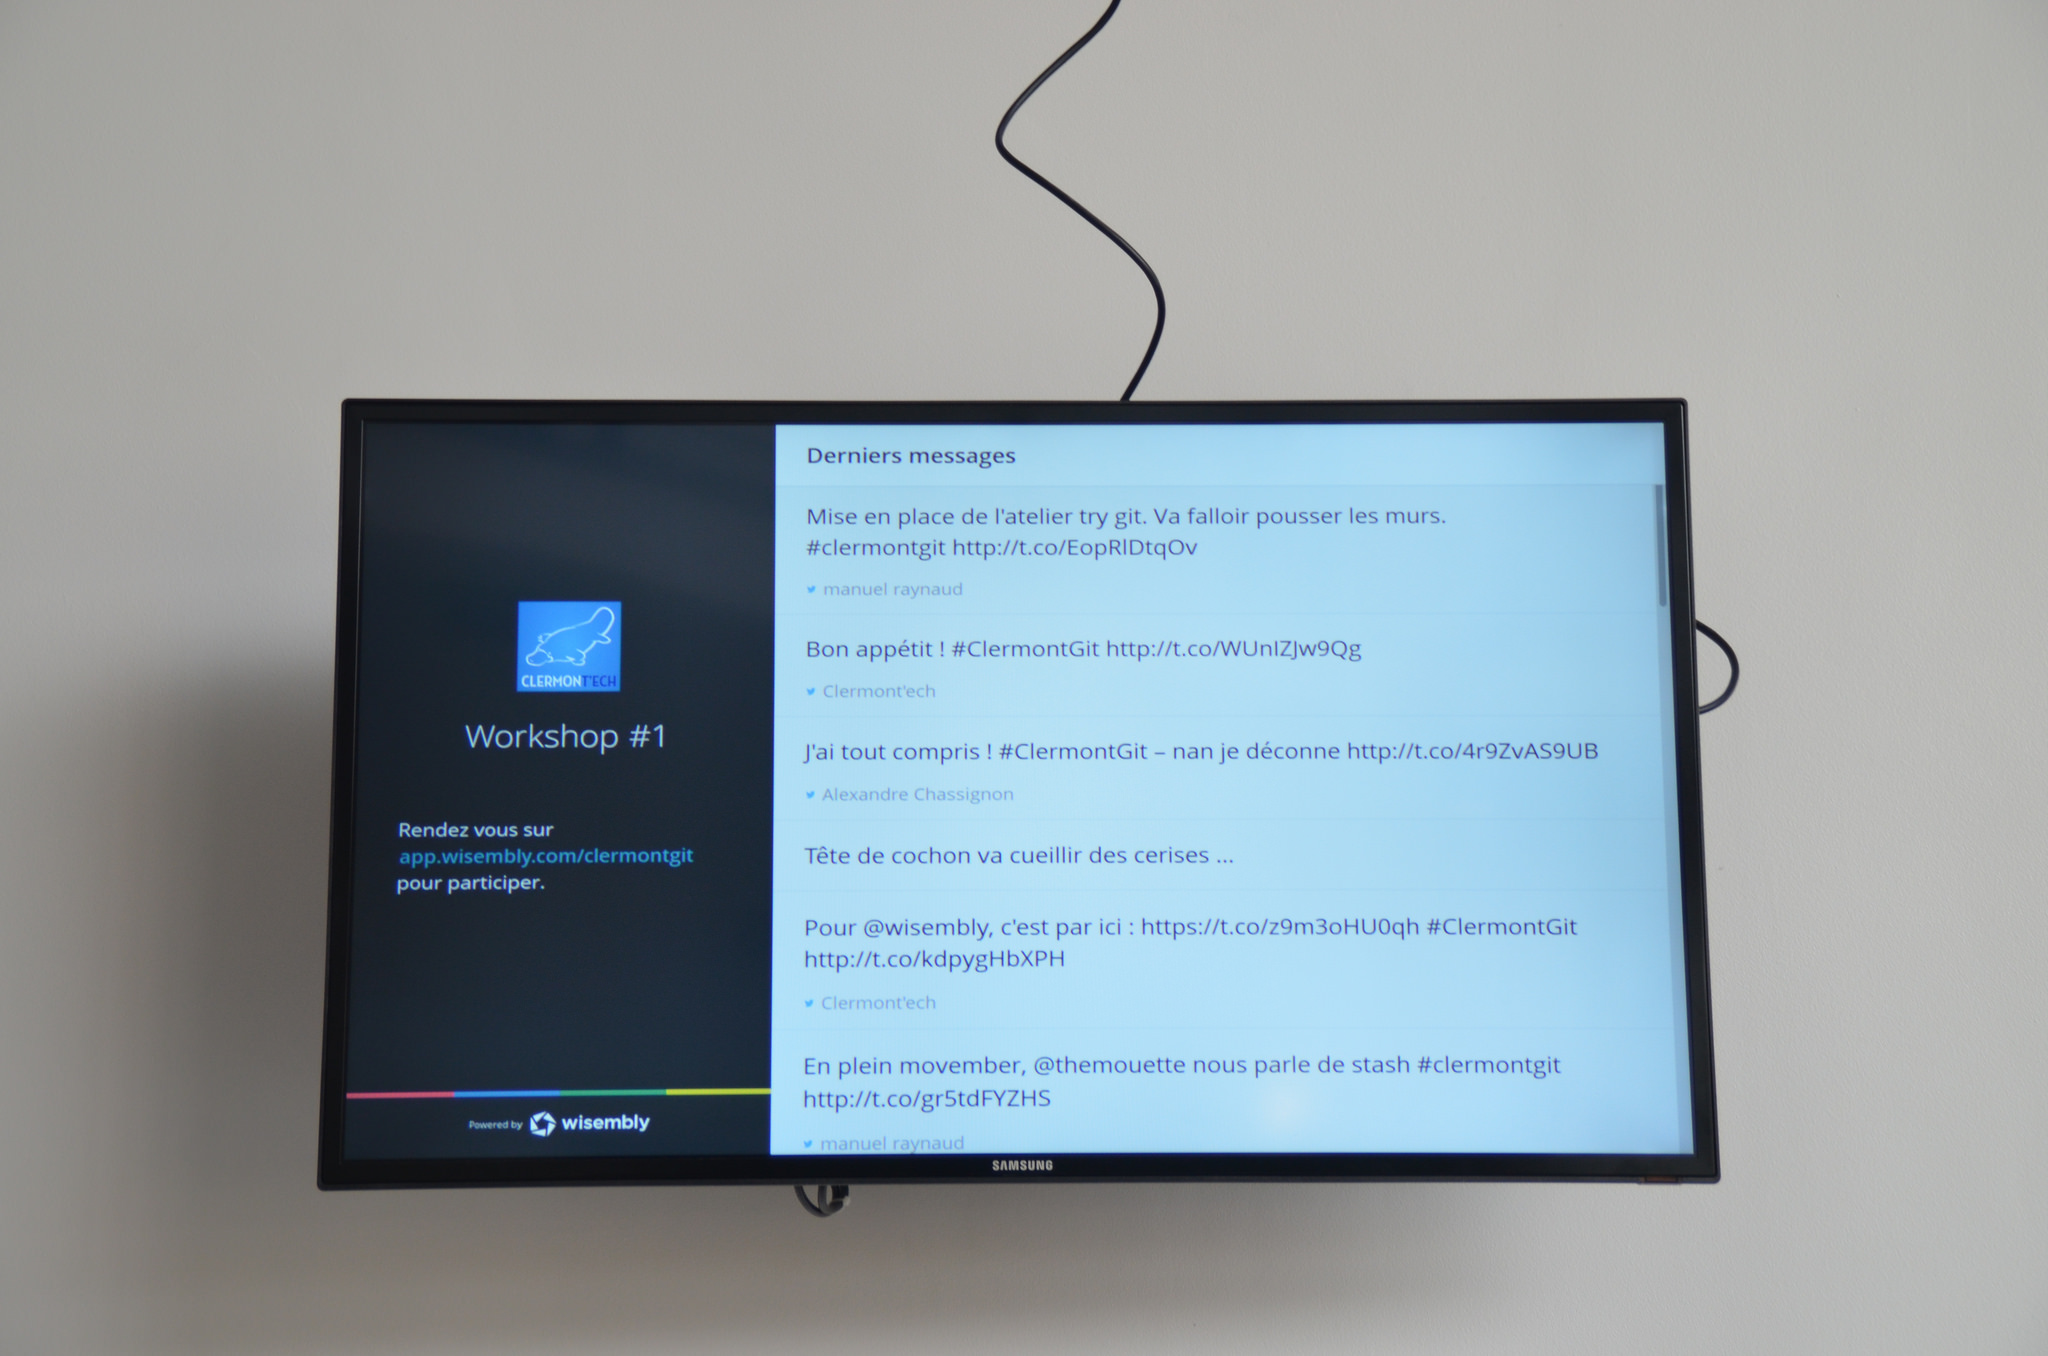 CLERMONT'ECH
Workshop #1
Rendez vous sur
app.wisembly.com/clermontgit
pour participer.
Powered by wisembly
Derniers messages
Mise en place de l'atelier try git. Va falloir pousser les murs.
#clermontgit http://t.co/EopRlDtqOv
manuel raynaud
Bon appétit ! #ClermontGit http://t.co/WUnIZJw9Qg
Clermont'ech
J'ai tout compris ! #ClermontGit – nan je déconne http://t.co/4r9ZvAS9UB
Alexandre Chassignon
Tête de cochon va cueillir des cerises ...
Pour @wisembly, c'est par ici : https://t.co/z9m3oHU0qh #ClermontGit
http://t.co/kdpygHbXPH
Clermont'ech
En plein movember, @themouette nous parle de stash #clermontgit
http://t.co/gr5tdFYZHS
manuel raynaud
SAMSUNG